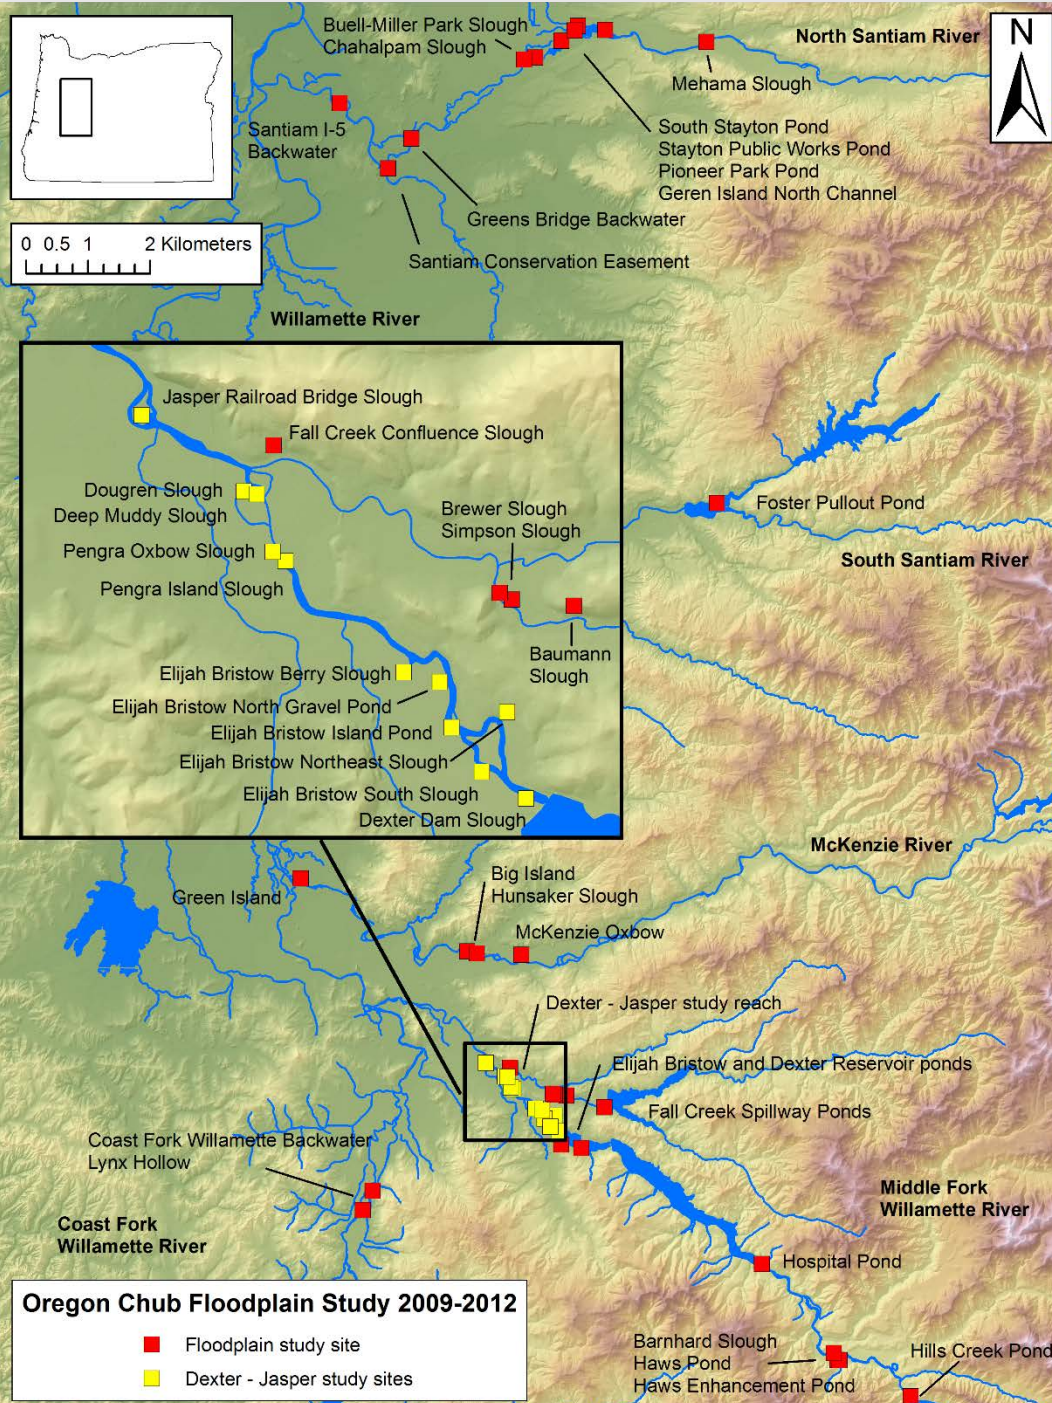 Buell-Miller Park Slough
Chahalpam Slough
North Santiam River
N
Mehama Slough
Santiam I-5
Backwater
South Stayton Pond
Stayton Public Works Pond
Pioneer Park Pond
Geren Island North Channel
Greens Bridge Backwater
0 0.5 1 2 Kilometers
Santiam Conservation Easement
Willamette River
Jasper Railroad Bridge Slough
Fall Creek Confluence Slough
Dougren Slough
Deep Muddy Slough
Brewer Slough
Simpson Slough
Foster Pullout Pond
Pengra Oxbow Slough
South Santiam River
Pengra Island Slough
Baumann
Slough
Elijah Bristow Berry Slough
Elijah Bristow North Gravel Pond
Elijah Bristow Island Pond
Elijah Bristow Northeast Slough
Elijah Bristow South Slough
Dexter Dam Slough
McKenzie River
Green Island
Big Island
Hunsaker Slough
McKenzie Oxbow
Dexter - Jasper study reach
Elijah Bristow and Dexter Reservoir ponds
Fall Creek Spillway Ponds
Coast Fork Willamette Backwater
Lynx Hollow
Middle Fork
Willamette River
Coast Fork
Willamette River
Hospital Pond
Oregon Chub Floodplain Study 2009-2012
Floodplain study site
Dexter - Jasper study sites
Barnhard Slough
Haws Pond
Haws Enhancement Pond
Hills Creek Pond